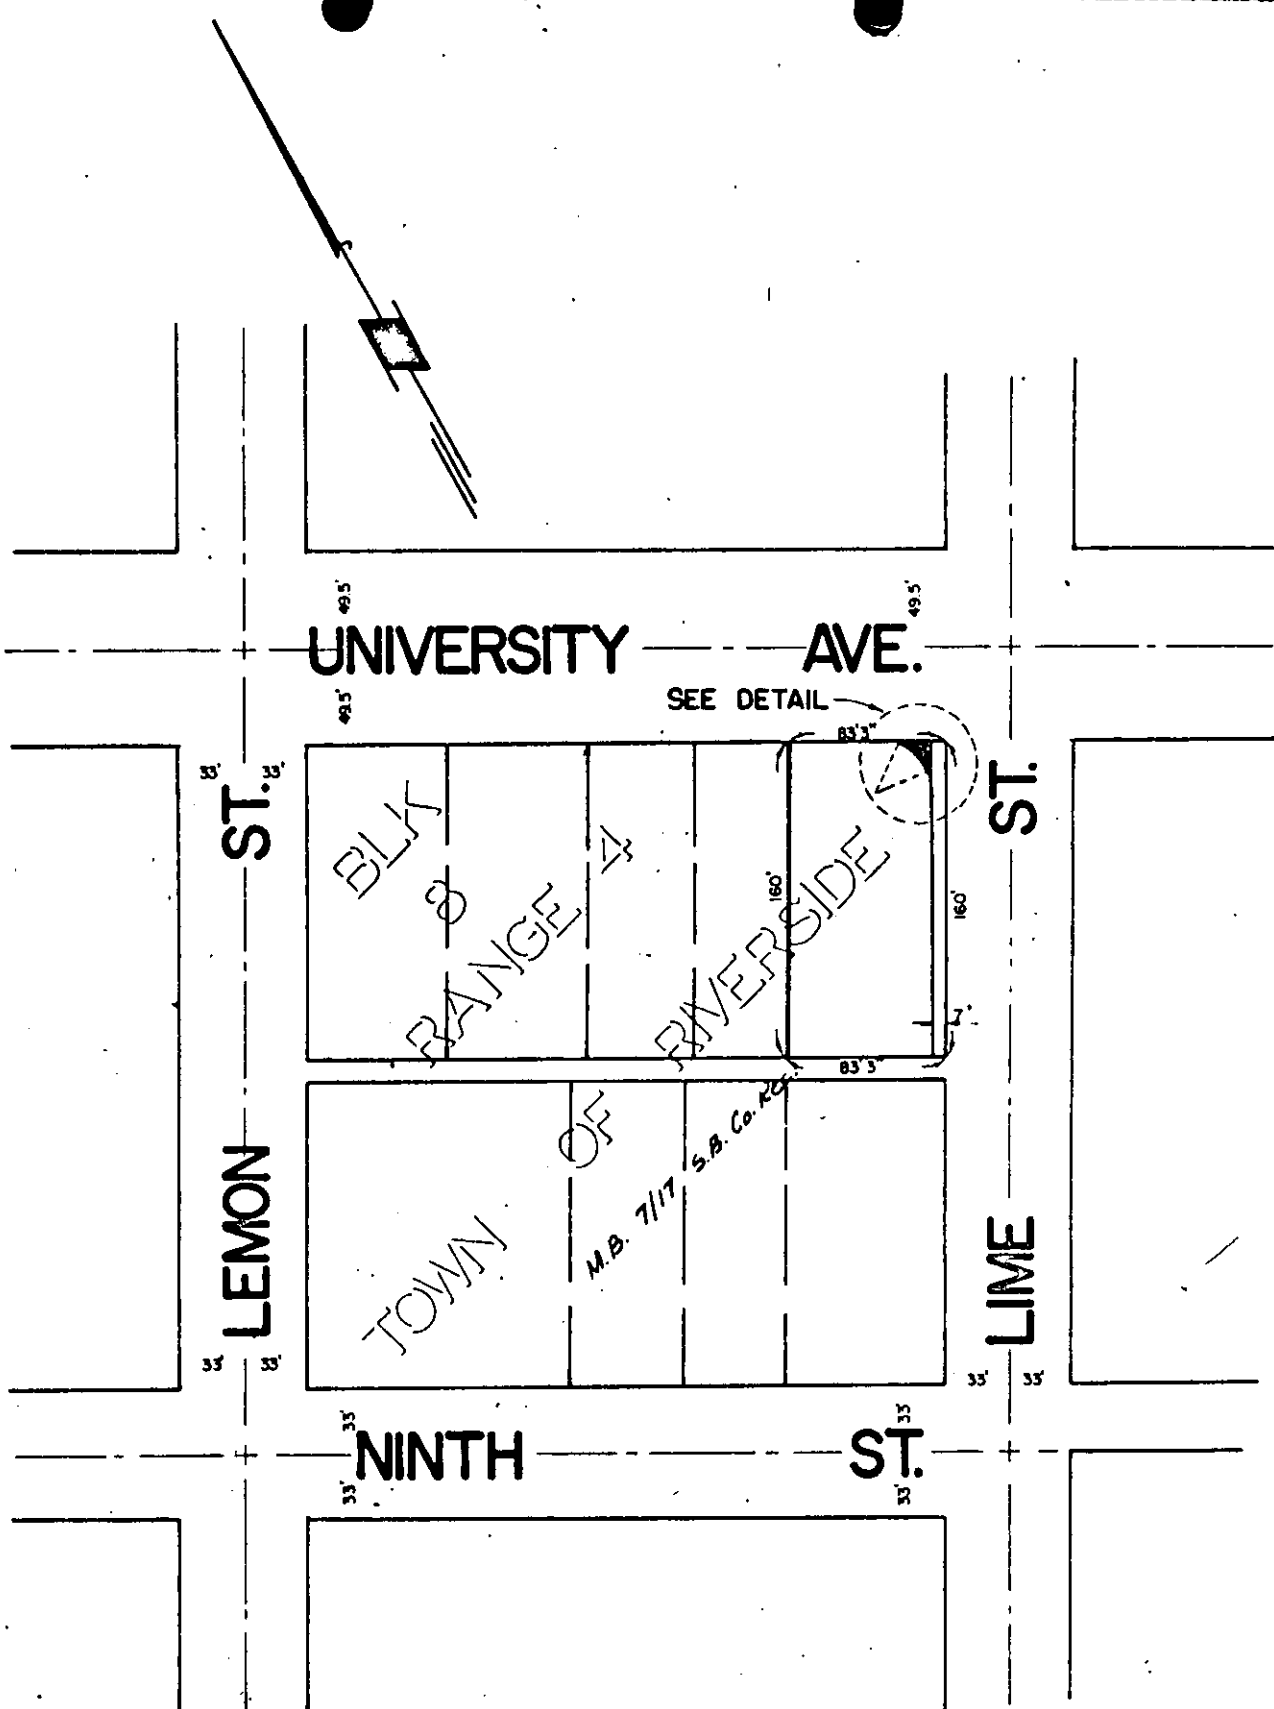 49.5' 49.5'
UNIVERSITY AVE.
49.5'
SEE DETAIL
83'3"
33' 33'
ST.
ST.
BLK 8
RANGE 4
160'
160'
7'
83'3"
TOWN OF RIVERSIDE
M.B. 7/17 S.B. Co. Rec.
LEMON
LIME
33' 33'
33' 33'
33' 33'
NINTH ST.
33' 33'